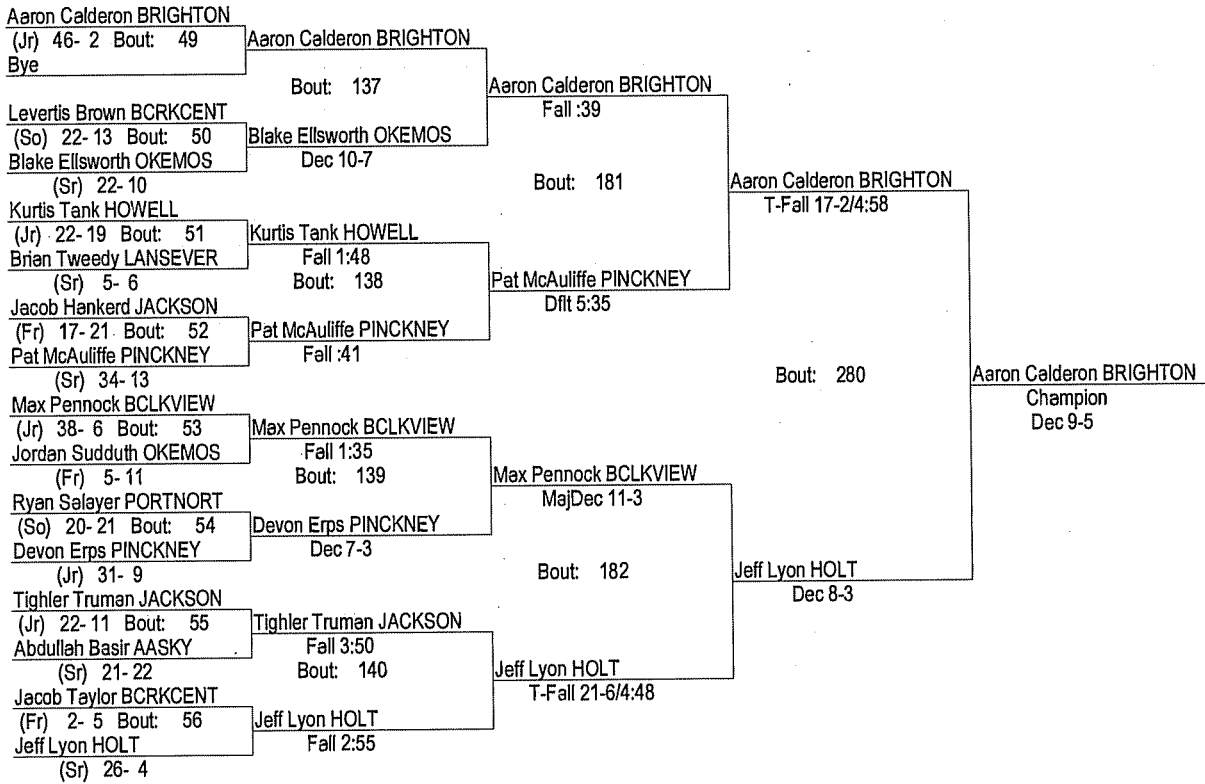 Aaron Calderon BRIGHTON
(Jr) 46- 2 Bout: 49
Bye
Aaron Calderon BRIGHTON
Bout: 137
Levertis Brown BCRKCENT
(So) 22- 13 Bout: 50
Blake Ellsworth OKEMOS
(Sr) 22- 10
Blake Ellsworth OKEMOS
Dec 10-7
Aaron Calderon BRIGHTON
Fall :39
Bout: 181
Kurtis Tank HOWELL
(Jr) 22- 19 Bout: 51
Brian Tweedy LANSEVER
(Sr) 5- 6
Kurtis Tank HOWELL
Fall 1:48
Bout: 138
Jacob Hankerd JACKSON
(Fr) 17- 21 Bout: 52
Pat McAuliffe PINCKNEY
(Sr) 34- 13
Pat McAuliffe PINCKNEY
Fall :41
Pat McAuliffe PINCKNEY
Dflt 5:35
Aaron Calderon BRIGHTON
T-Fall 17-2/4:58
Bout: 280
Aaron Calderon BRIGHTON
Champion
Dec 9-5
Max Pennock BCLKVIEW
(Jr) 38- 6 Bout: 53
Jordan Sudduth OKEMOS
(Fr) 5- 11
Max Pennock BCLKVIEW
Fall 1:35
Bout: 139
Ryan Salayer PORTNORT
(So) 20- 21 Bout: 54
Devon Erps PINCKNEY
(Jr) 31- 9
Devon Erps PINCKNEY
Dec 7-3
Max Pennock BCLKVIEW
MajDec 11-3
Bout: 182
Tighler Truman JACKSON
(Jr) 22- 11 Bout: 55
Abdullah Basir AASKY
(Sr) 21- 22
Tighler Truman JACKSON
Fall 3:50
Bout: 140
Jacob Taylor BCRKCENT
(Fr) 2- 5 Bout: 56
Jeff Lyon HOLT
(Sr) 26- 4
Jeff Lyon HOLT
Fall 2:55
Jeff Lyon HOLT
T-Fall 21-6/4:48
Jeff Lyon HOLT
Dec 8-3